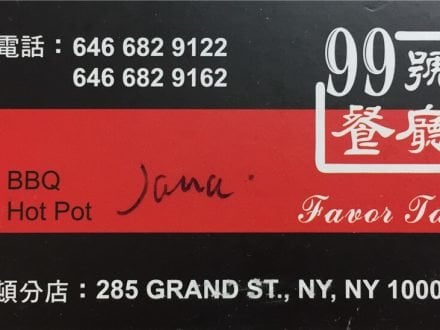 電話：646 682 9122
646 682 9162
99號
餐廳
BBQ
Hot Pot
Jana.
Favor Ta
頓分店：285 GRAND ST., NY, NY 1000